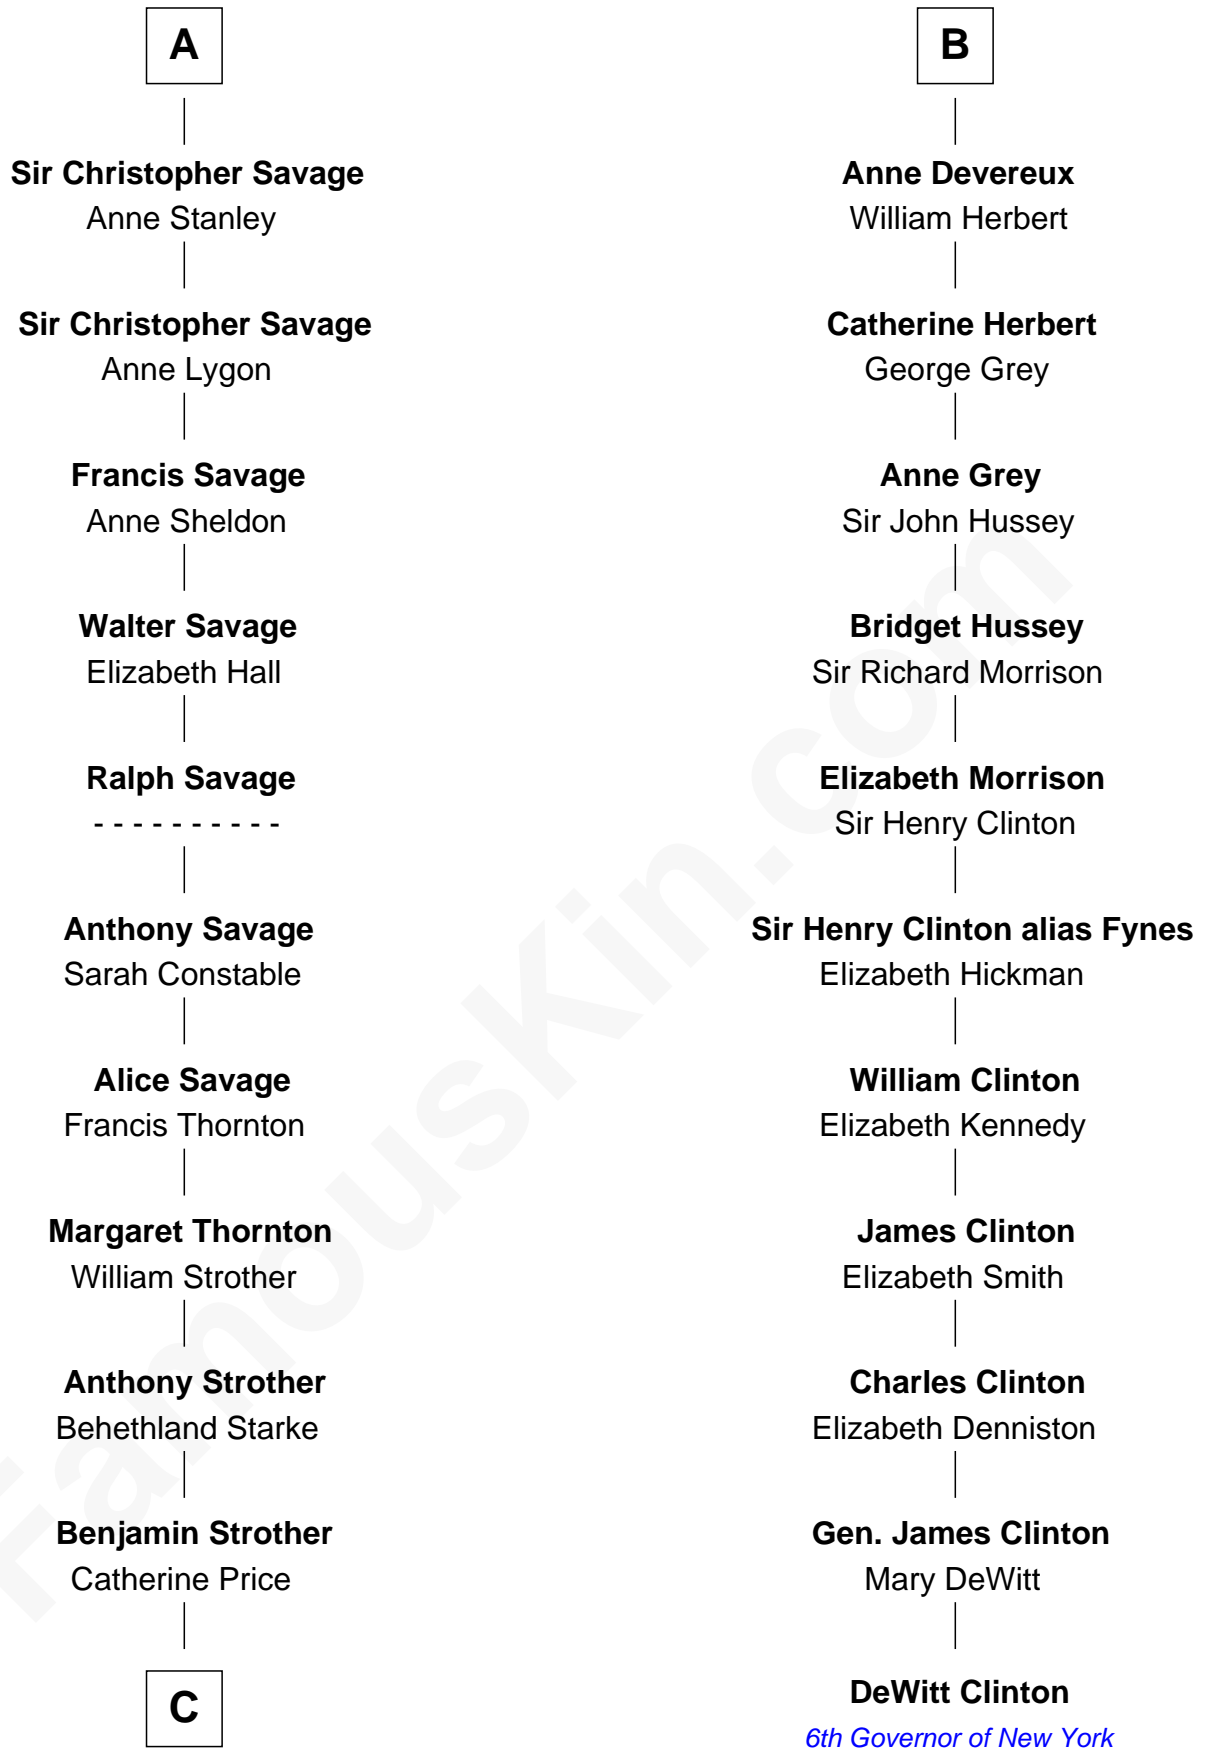 A
Sir Christopher Savage
Anne Stanley
Sir Christopher Savage
Anne Lygon
Francis Savage
Anne Sheldon
Walter Savage
Elizabeth Hall
Ralph Savage
- - - - - - - - - -
Anthony Savage
Sarah Constable
Alice Savage
Francis Thornton
Margaret Thornton
William Strother
Anthony Strother
Behethland Starke
Benjamin Strother
Catherine Price
C
B
Anne Devereux
William Herbert
Catherine Herbert
George Grey
Anne Grey
Sir John Hussey
Bridget Hussey
Sir Richard Morrison
Elizabeth Morrison
Sir Henry Clinton
Sir Henry Clinton alias Fynes
Elizabeth Hickman
William Clinton
Elizabeth Kennedy
James Clinton
Elizabeth Smith
Charles Clinton
Elizabeth Denniston
Gen. James Clinton
Mary DeWitt
DeWitt Clinton
6th Governor of New York
FamousKin.com